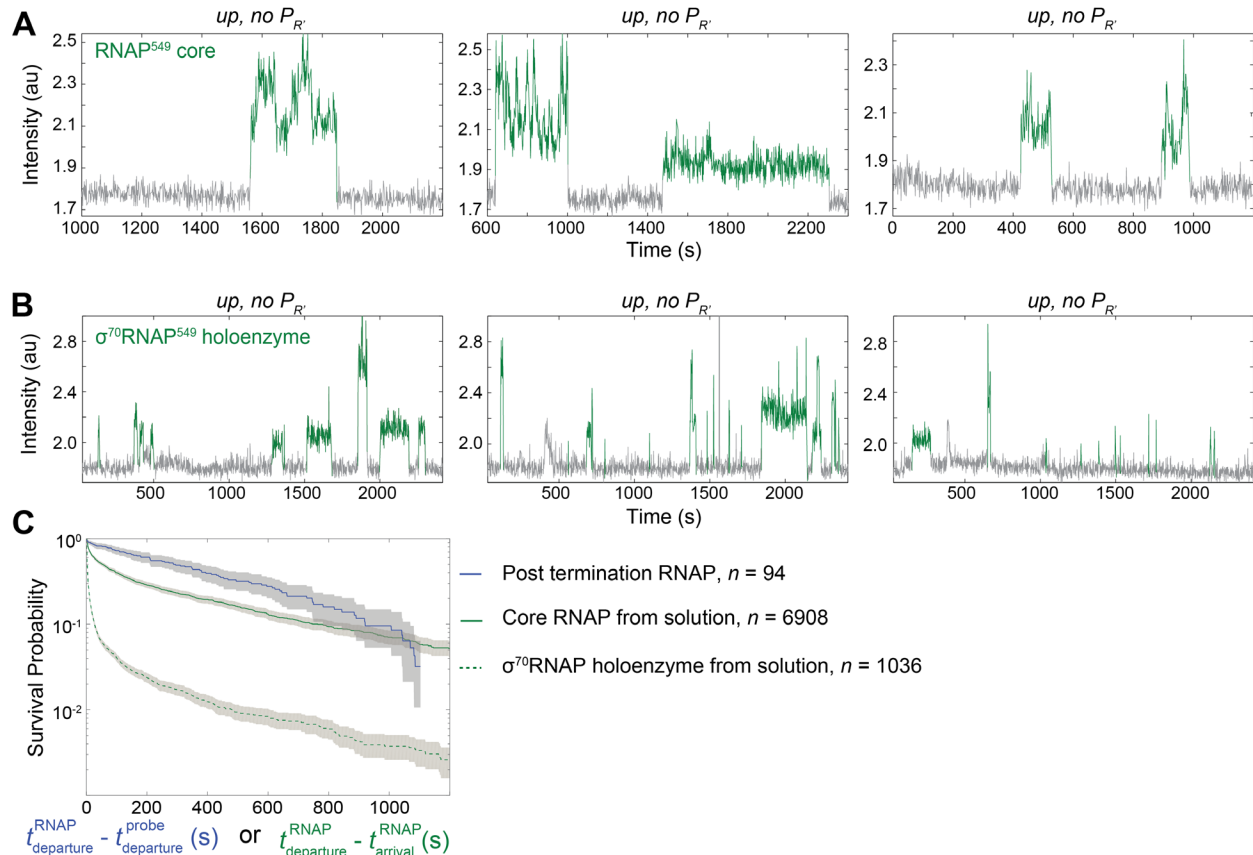 A
up, no P_R'
up, no P_R'
up, no P_R'
RNAP⁵⁴⁹ core
Intensity (au)
2.5
2.3
2.1
1.9
1.7
1000 1200 1400 1600 1800 2000
2.5
2.3
2.1
1.9
1.7
600 1000 1400 1800 2200
2.3
2.1
1.9
1.7
0 200 400 600 800 1000
Time (s)
B
up, no P_R'
up, no P_R'
up, no P_R'
σ⁷⁰RNAP⁵⁴⁹ holoenzyme
Intensity (au)
2.8
2.4
2.0
500 1000 1500 2000
2.8
2.4
2.0
500 1000 1500 2000
2.8
2.4
2.0
500 1000 1500 2000
Time (s)
C
Survival Probability
10⁰
10⁻¹
10⁻²
0 200 400 600 800 1000
t^RNAP_departure - t^probe_departure (s) or t^RNAP_departure - t^RNAP_arrival (s)
Post termination RNAP, n = 94
Core RNAP from solution, n = 6908
σ⁷⁰RNAP holoenzyme from solution, n = 1036